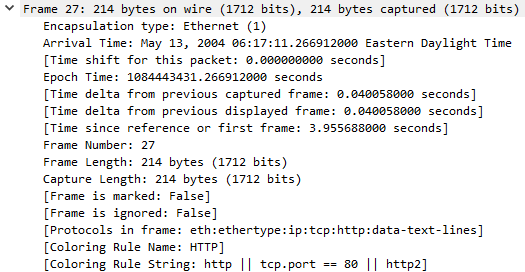 Frame 27: 214 bytes on wire (1712 bits), 214 bytes captured (1712 bits)
Encapsulation type: Ethernet (1)
Arrival Time: May 13, 2004 06:17:11.266912000 Eastern Daylight Time
[Time shift for this packet: 0.000000000 seconds]
Epoch Time: 1084443431.266912000 seconds
[Time delta from previous captured frame: 0.040058000 seconds]
[Time delta from previous displayed frame: 0.040058000 seconds]
[Time since reference or first frame: 3.955688000 seconds]
Frame Number: 27
Frame Length: 214 bytes (1712 bits)
Capture Length: 214 bytes (1712 bits)
[Frame is marked: False]
[Frame is ignored: False]
[Protocols in frame: eth:ethertype:ip:tcp:http:data-text-lines]
[Coloring Rule Name: HTTP]
[Coloring Rule String: http || tcp.port == 80 || http2]